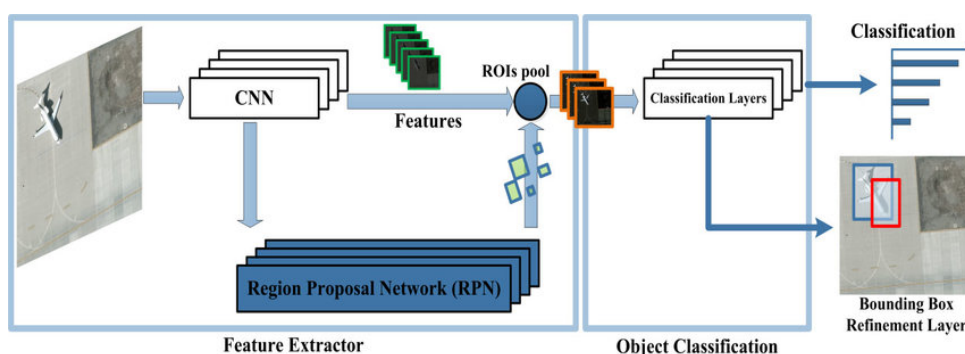 Classification
ROIs pool
CNN
Classification Layers
Features
Region Proposal Network (RPN)
Bounding Box
Refinement Layer
Feature Extractor
Object Classification